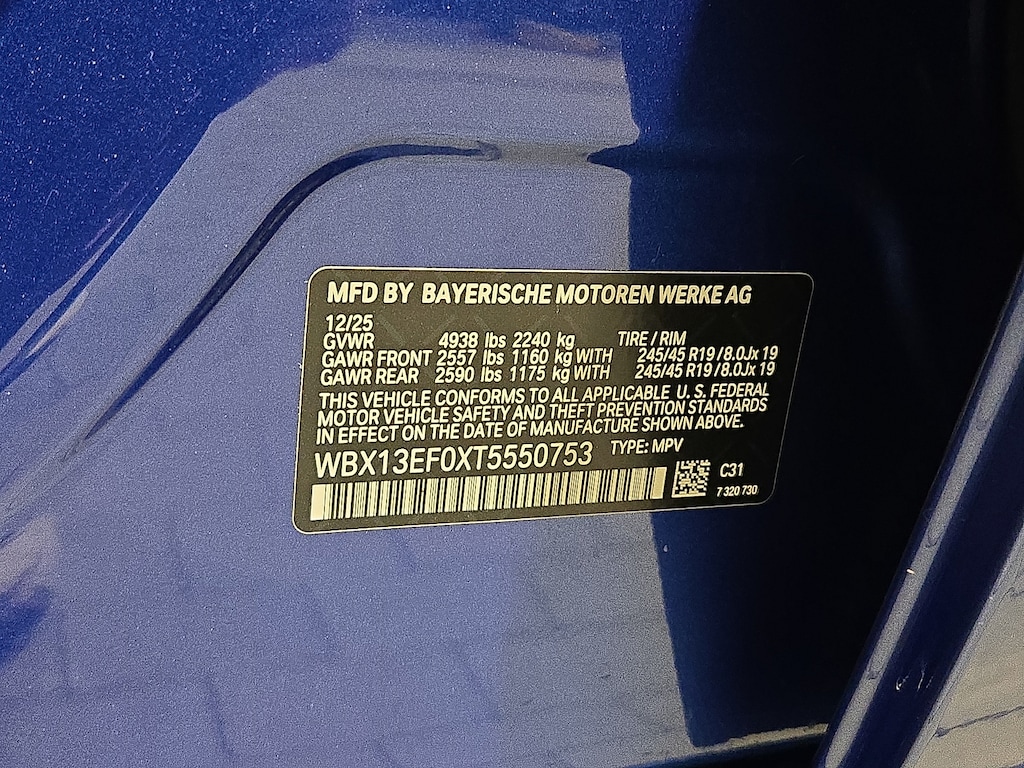 MFD BY BAYERISCHE MOTOREN WERKE AG
12/25
GVWR 4938 lbs 2240 kg TIRE / RIM
GAWR FRONT 2557 lbs 1160 kg WITH 245/45 R19 / 8.0Jx 19
GAWR REAR 2590 lbs 1175 kg WITH 245/45 R19 / 8.0Jx 19
THIS VEHICLE CONFORMS TO ALL APPLICABLE U. S. FEDERAL
MOTOR VEHICLE SAFETY AND THEFT PREVENTION STANDARDS
IN EFFECT ON THE DATE OF MANUFACTURE SHOWN ABOVE.
WBX13EF0XT5550753 TYPE: MPV
C31
7 320 730